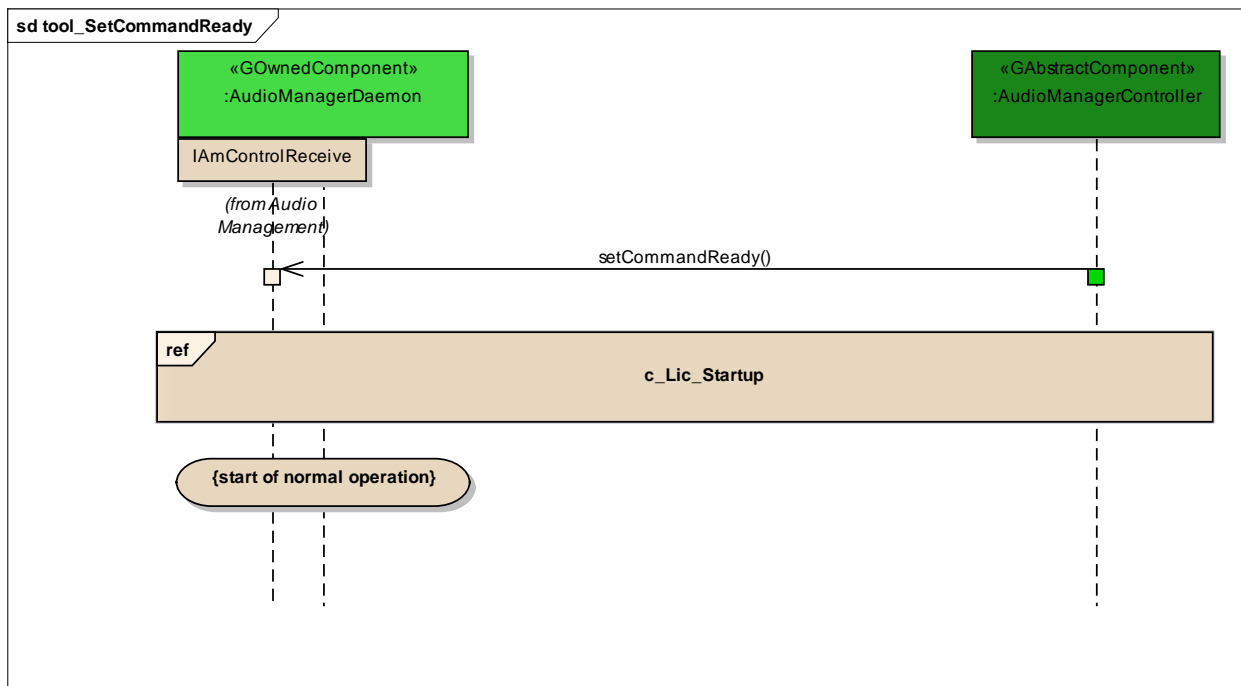 sd tool_SetCommandReady
«GOwnedComponent»
:AudioManagerDaemon
«GAbstractComponent»
:AudioManagerController
IAmControlReceive
(from Audio
Management)
setCommandReady()
ref
c_Lic_Startup
{start of normal operation}